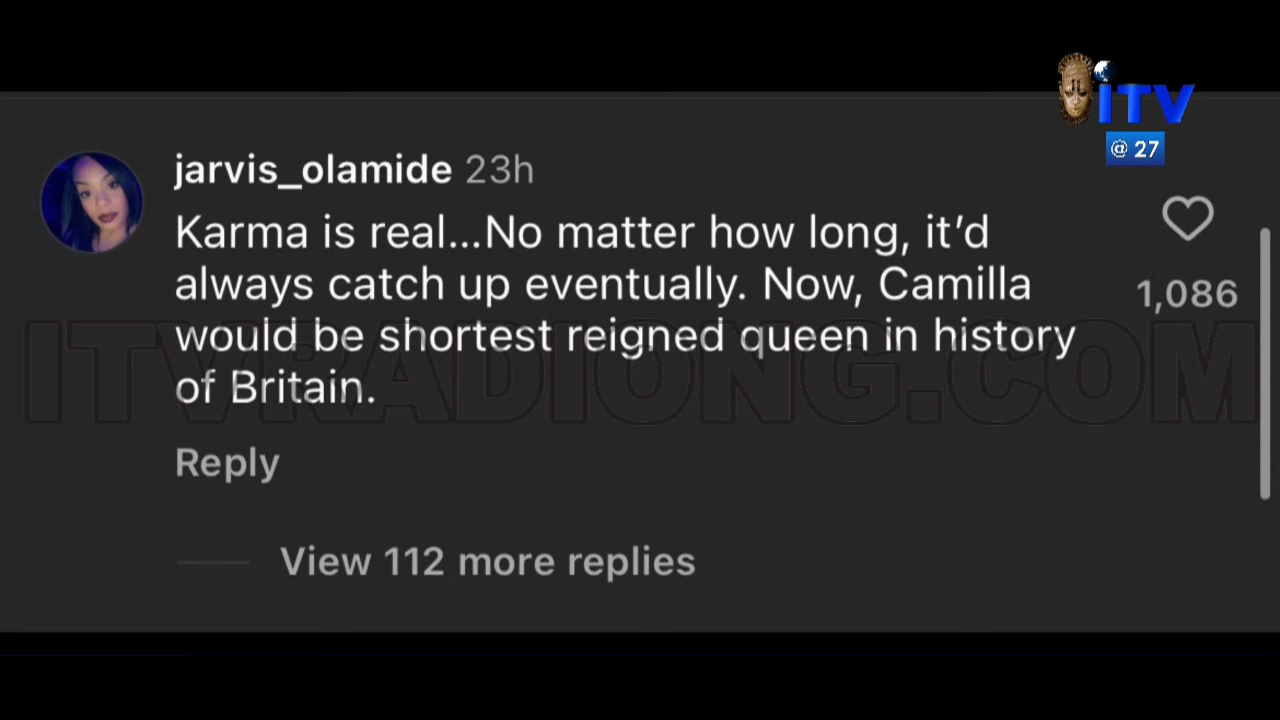 iTV
@ 27
jarvis_olamide 23h
Karma is real...No matter how long, it’d
always catch up eventually. Now, Camilla
would be shortest reigned queen in history
of Britain.
1,086
ITVRADIONG.COM
Reply
View 112 more replies